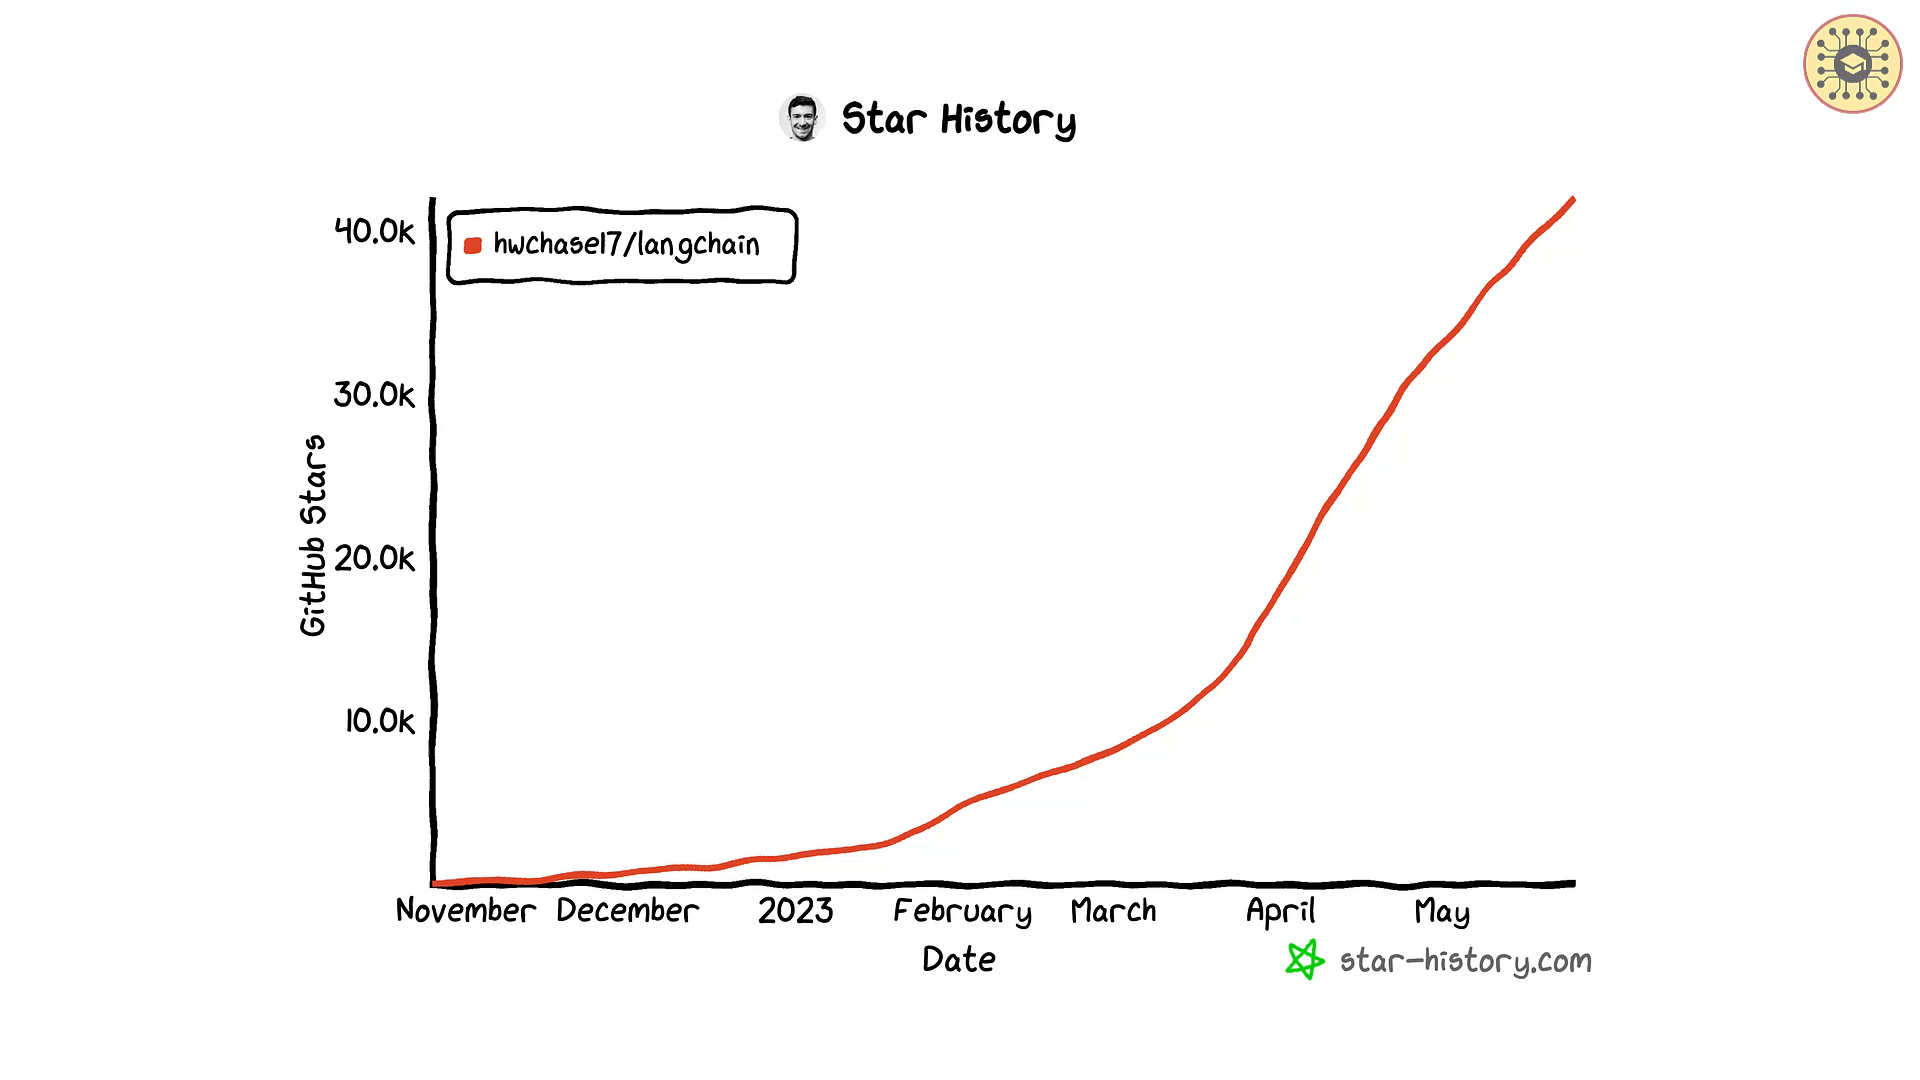 Star History
hwchase17/langchain
40.0k
30.0k
20.0k
10.0k
GitHub Stars
November December 2023 February March April May
Date
star-history.com